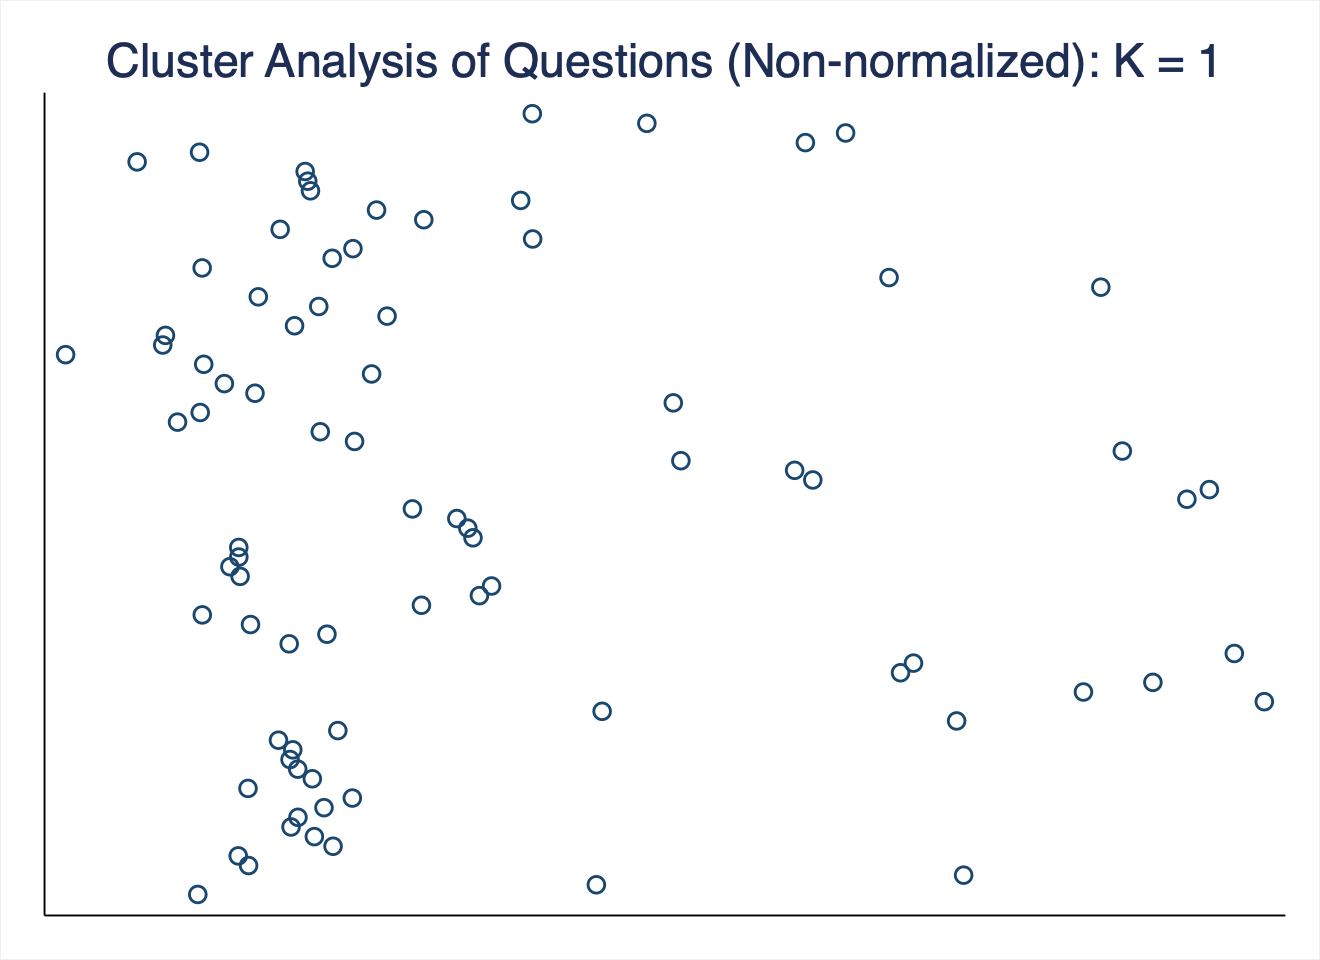 Cluster Analysis of Questions (Non-normalized): K = 1